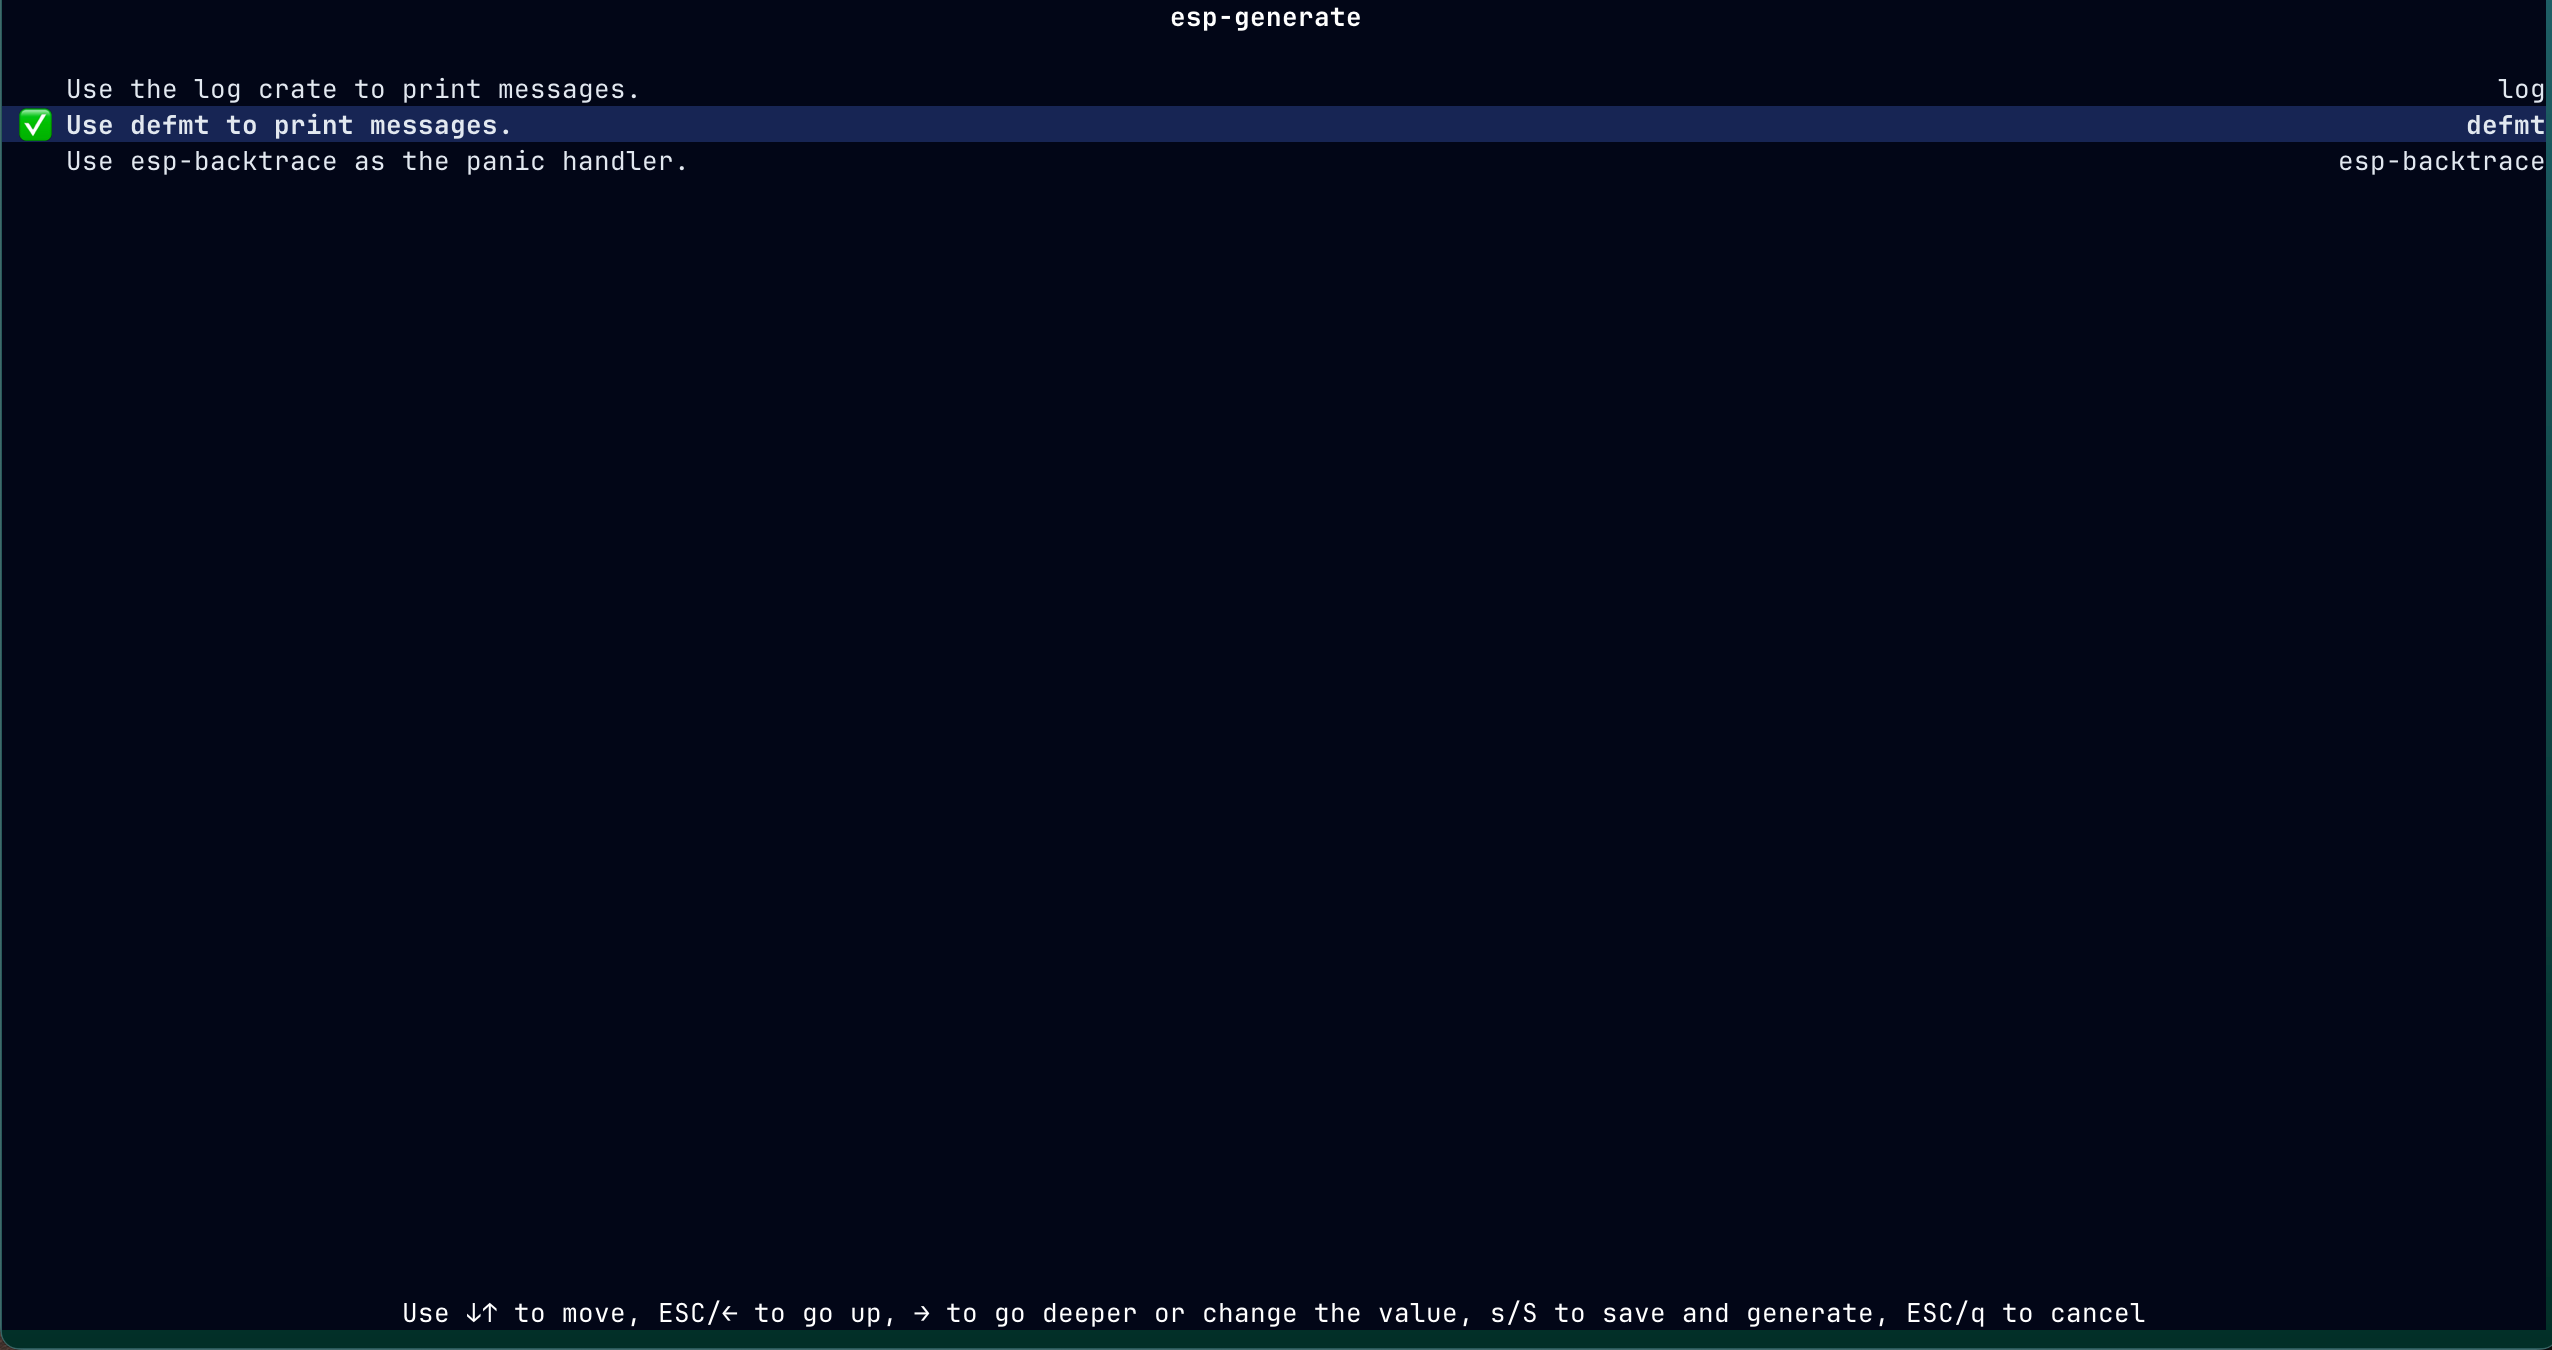 esp-generate
Use the log crate to print messages. log
✅ Use defmt to print messages. defmt
Use esp-backtrace as the panic handler. esp-backtrace
Use ↓↑ to move, ESC/← to go up, → to go deeper or change the value, s/S to save and generate, ESC/q to cancel